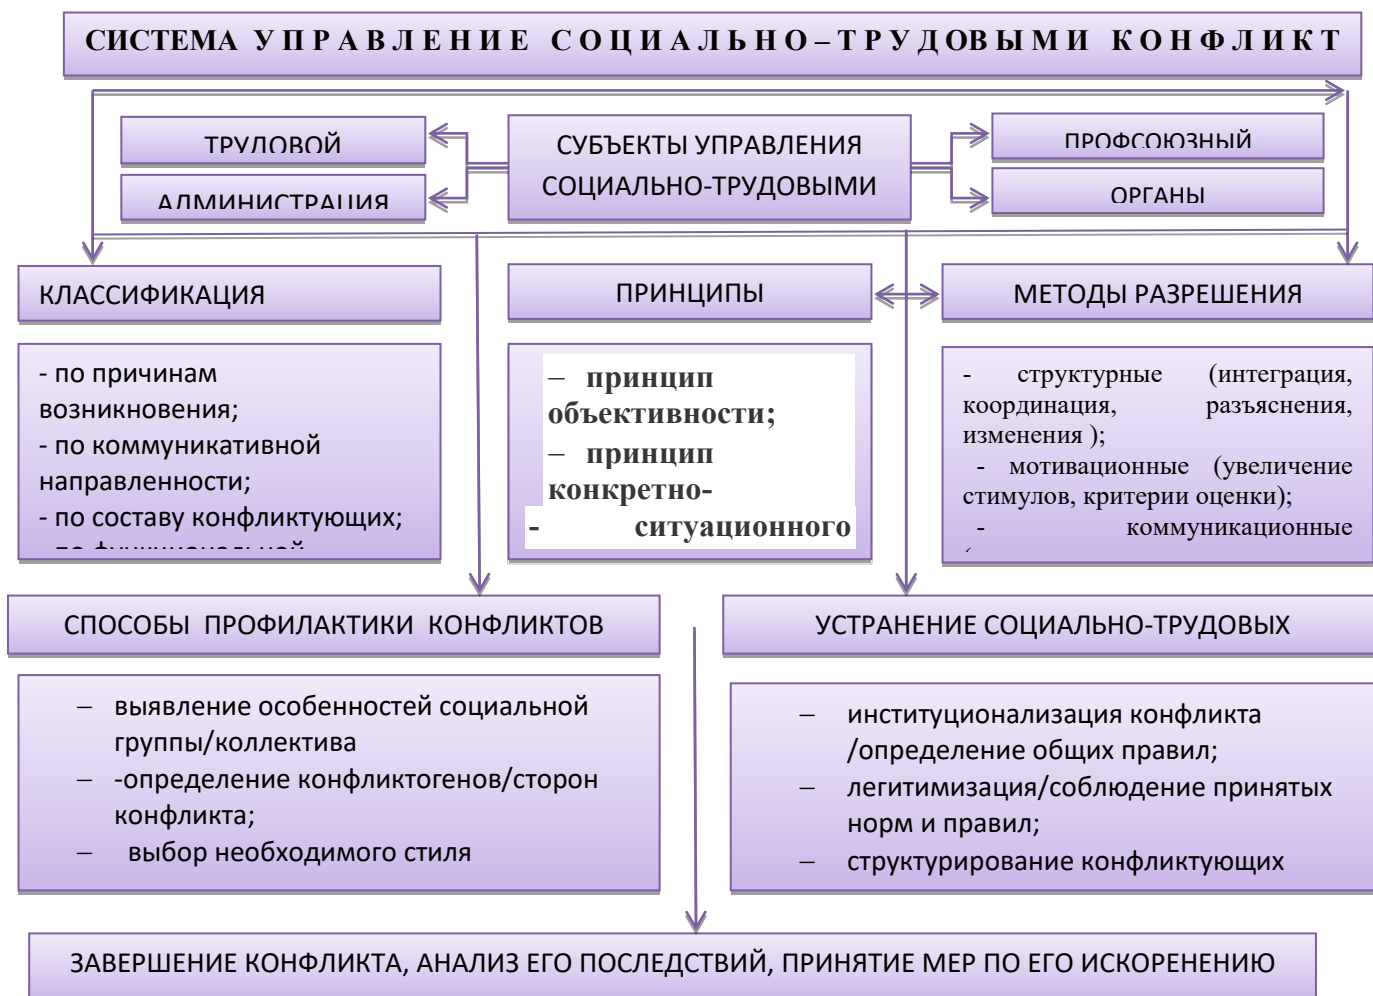 СИСТЕМА У П Р А В Л Е Н И Е С О Ц И А Л Ь Н О – Т Р У Д ОВ Ы М И К О Н Ф Л И К Т
ТРУДОВОЙ
АДМИНИСТРАЦИЯ
СУБЪЕКТЫ УПРАВЛЕНИЯ
СОЦИАЛЬНО-ТРУДОВЫМИ
ПРОФСОЮЗНЫЙ
ОРГАНЫ
КЛАССИФИКАЦИЯ
ПРИНЦИПЫ
МЕТОДЫ РАЗРЕШЕНИЯ
- по причинам
возникновения;
- по коммуникативной
направленности;
- по составу конфликтующих;
- по функциональной
– принцип
объективности;
– принцип
конкретно-
- ситуационного
- структурные (интеграция,
координация, разъяснения,
изменения );
- мотивационные (увеличение
стимулов, критерии оценки);
- коммуникационные
СПОСОБЫ ПРОФИЛАКТИКИ КОНФЛИКТОВ
УСТРАНЕНИЕ СОЦИАЛЬНО-ТРУДОВЫХ
– выявление особенностей социальной
группы/коллектива
– -определение конфликтогенов/сторон
конфликта;
– выбор необходимого стиля
– институционализация конфликта
/определение общих правил;
– легитимизация/соблюдение принятых
норм и правил;
– структурирование конфликтующих
ЗАВЕРШЕНИЕ КОНФЛИКТА, АНАЛИЗ ЕГО ПОСЛЕДСТВИЙ, ПРИНЯТИЕ МЕР ПО ЕГО ИСКОРЕНЕНИЮ